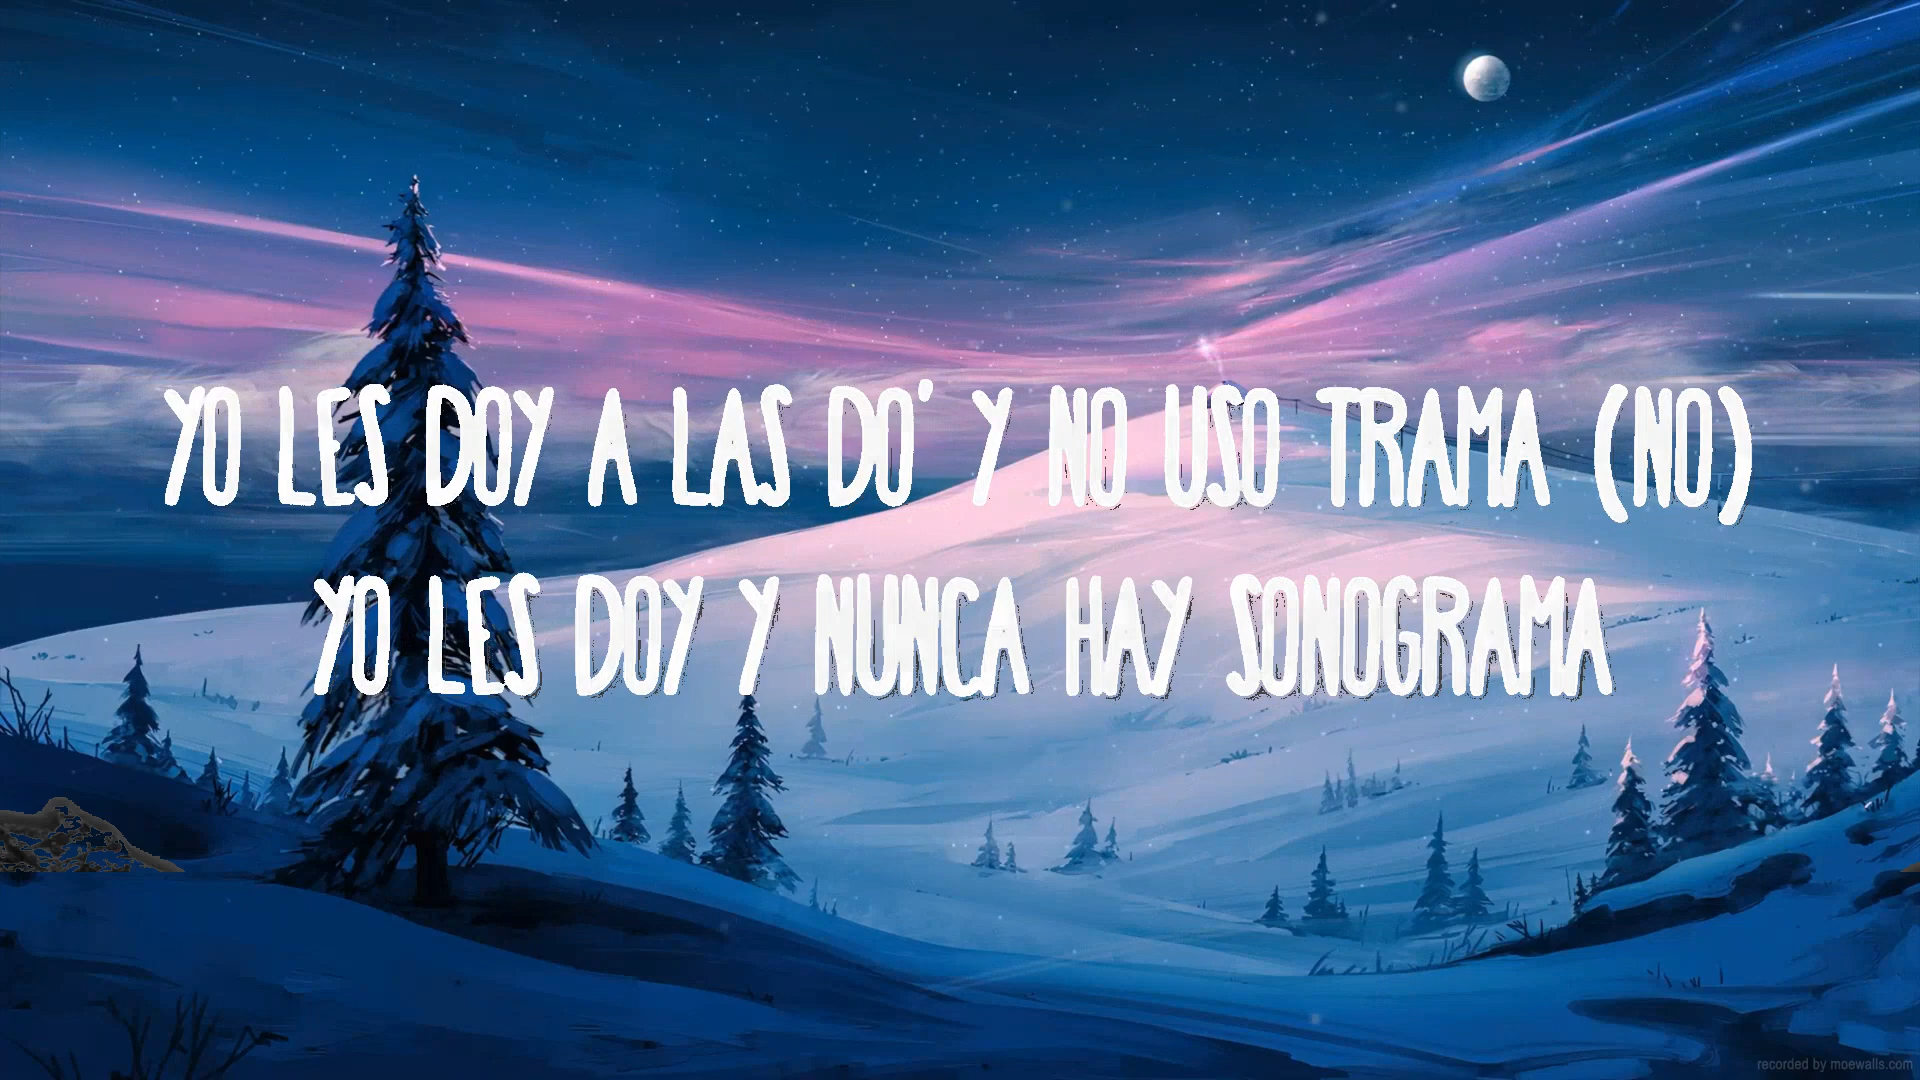 YO LES DOY A LAS DO' Y NO USO TRAMA (NO)
YO LES DOY Y NUNCA HAY SONOGRAMA
recorded by moewalls.com